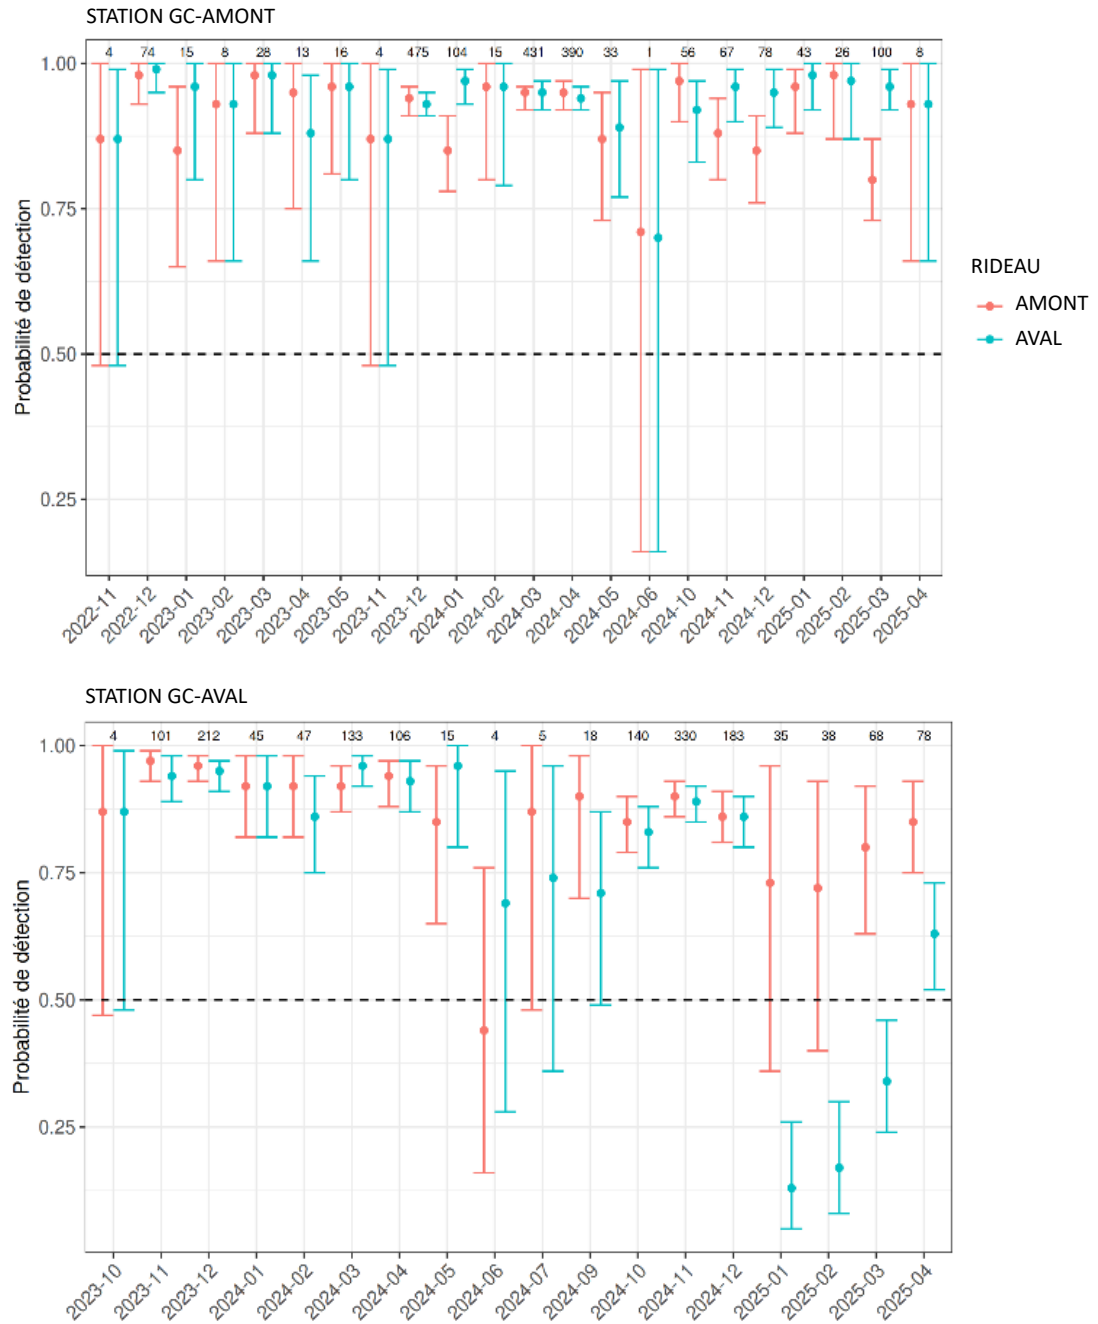 STATION GC-AMONT
4 74 15 8 28 13 16 4 475 104 15 431 390 33 1 56 67 78 43 26 100 8
1.00
0.75
0.50
0.25
Probabilité de détection
2022-11 2022-12 2023-01 2023-02 2023-03 2023-04 2023-05 2023-11 2023-12 2024-01 2024-02 2024-03 2024-04 2024-05 2024-06 2024-10 2024-11 2024-12 2025-01 2025-02 2025-03 2025-04
RIDEAU
AMONT
AVAL
STATION GC-AVAL
4 101 212 45 47 133 106 15 4 5 18 140 330 183 35 38 68 78
1.00
0.75
0.50
0.25
Probabilité de détection
2023-10 2023-11 2023-12 2024-01 2024-02 2024-03 2024-04 2024-05 2024-06 2024-07 2024-09 2024-10 2024-11 2024-12 2025-01 2025-02 2025-03 2025-04